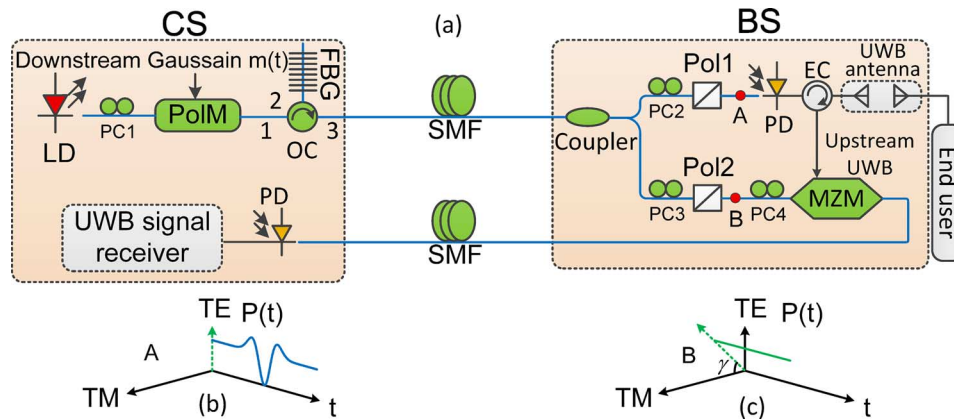 CS
(a)
BS
Downstream Gaussain m(t)
FBG
LD
PC1
PolM
1
2
3
OC
SMF
Coupler
PC2
Pol1
A
PD
EC
UWB
antenna
Upstream
UWB
PC3
Pol2
B
PC4
MZM
End user
UWB signal
receiver
PD
SMF
TE
P(t)
A
TM
(b)
t
TE
P(t)
B
γ
TM
(c)
t